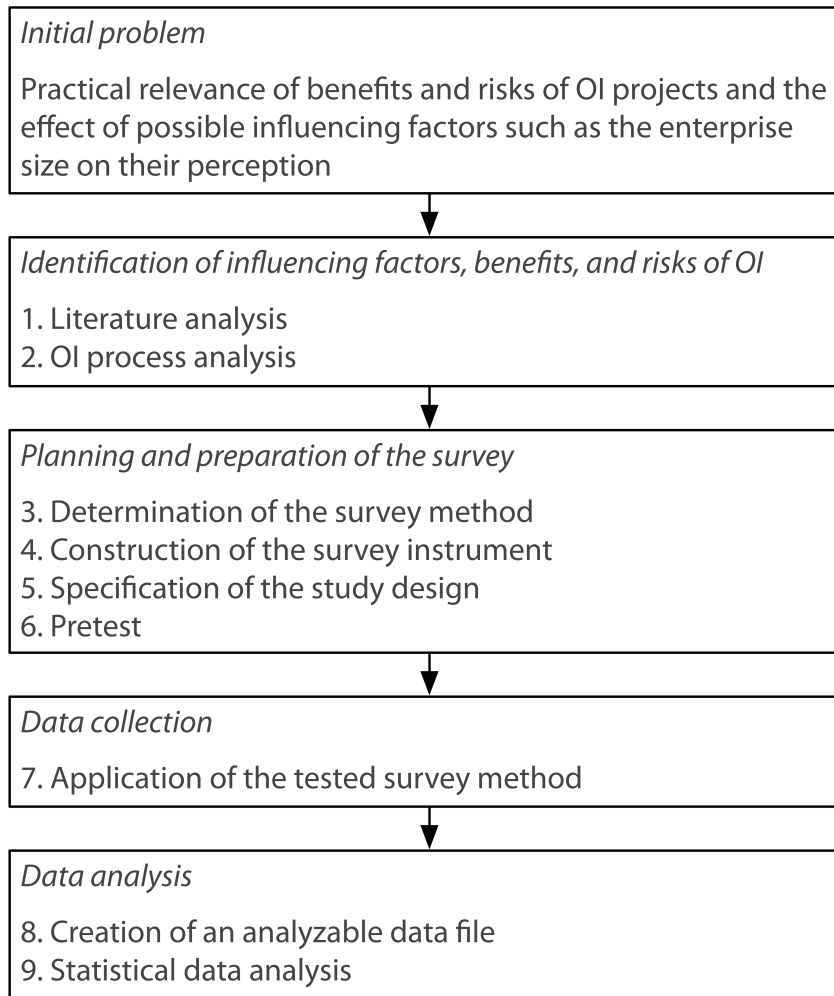 Initial problem
Practical relevance of benefits and risks of OI projects and the
effect of possible influencing factors such as the enterprise
size on their perception
Identification of influencing factors, benefits, and risks of OI
1. Literature analysis
2. OI process analysis
Planning and preparation of the survey
3. Determination of the survey method
4. Construction of the survey instrument
5. Specification of the study design
6. Pretest
Data collection
7. Application of the tested survey method
Data analysis
8. Creation of an analyzable data file
9. Statistical data analysis